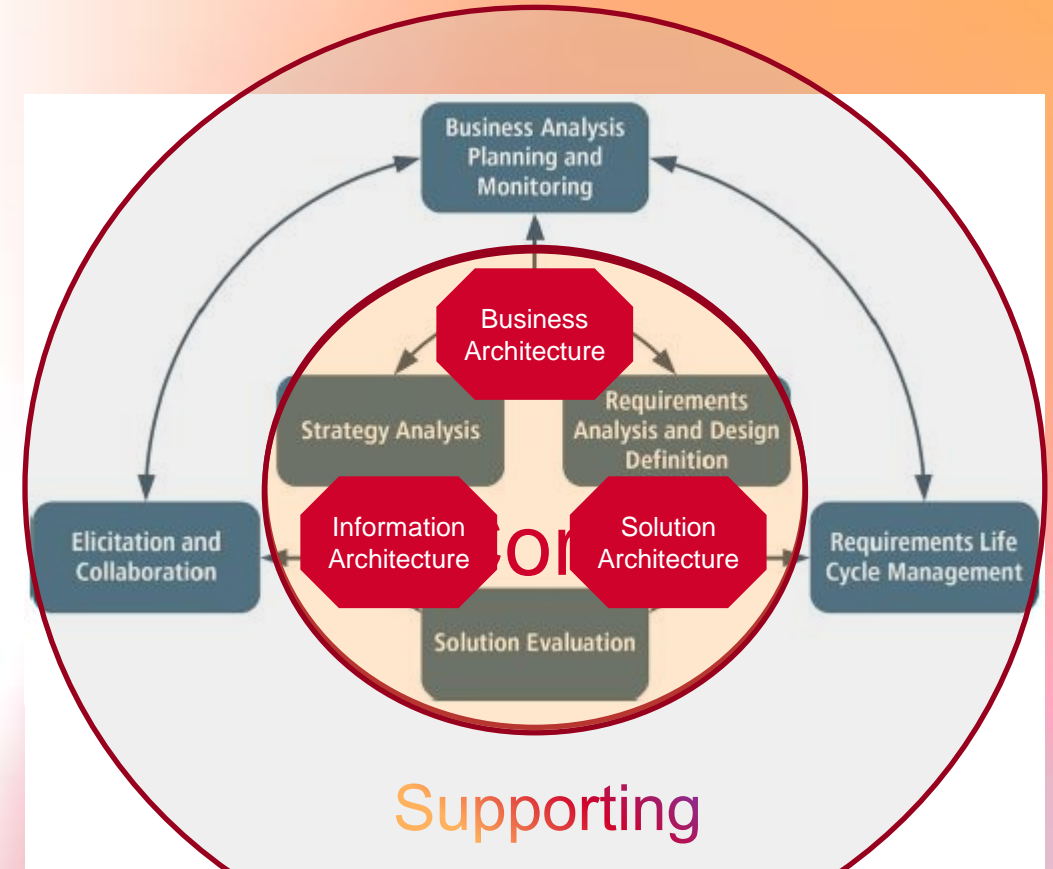 Business Analysis
Planning and
Monitoring
Business
Architecture
Strategy Analysis
Requirements
Analysis and Design
Definition
Elicitation and
Collaboration
Information
Architecture
Solution
Architecture
Requirements Life
Cycle Management
Solution Evaluation
Supporting